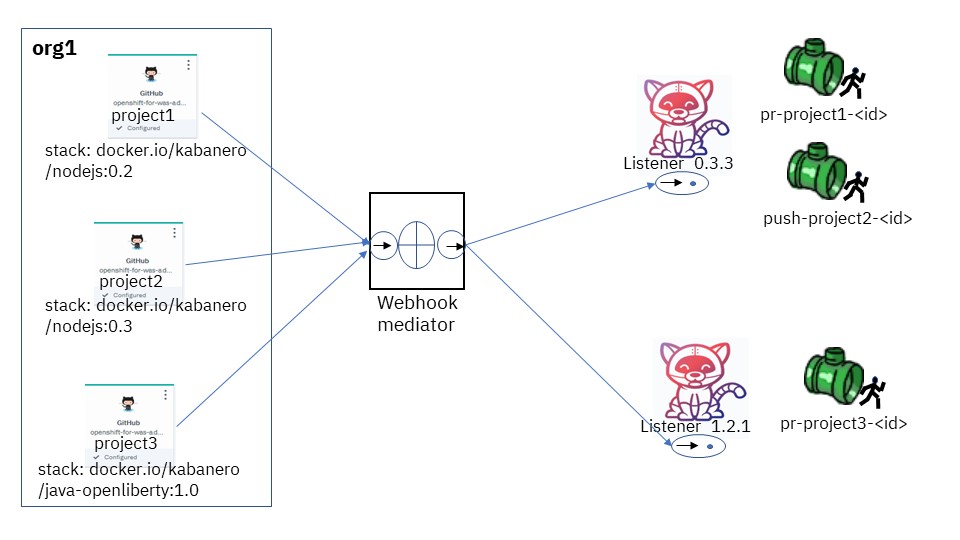 org1
GitHub
openshift-for-was-ad...
project1
Configured
stack: docker.io/kabanero
/nodejs:0.2
GitHub
openshift-for-was-ad...
project2
Configured
stack: docker.io/kabanero
/nodejs:0.3
GitHub
openshift-for-was-ad...
project3
Configured
stack: docker.io/kabanero
/java-openliberty:1.0
Webhook
mediator
Listener 0.3.3
pr-project1-<id>
push-project2-<id>
Listener 1.2.1
pr-project3-<id>